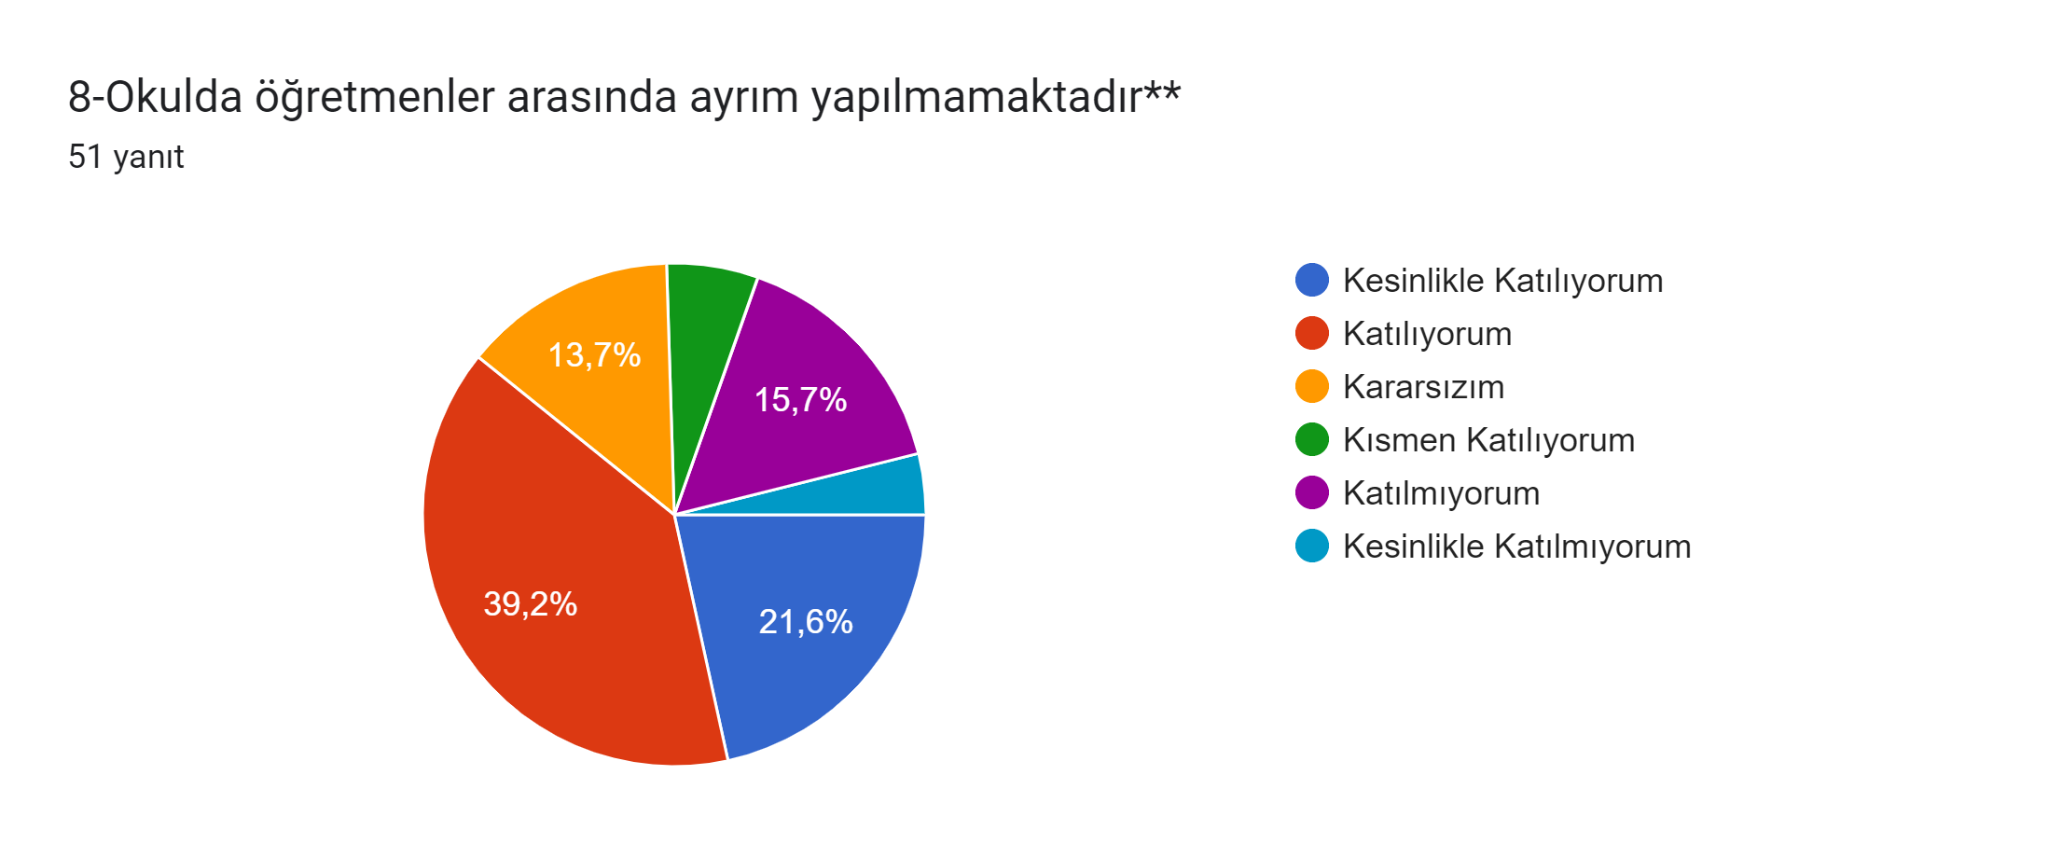 8-Okulda öğretmenler arasında ayrım yapılmamaktadır**
51 yanıt
13,7%
15,7%
39,2%
21,6%
Kesinlikle Katılıyorum
Katılıyorum
Kararsızım
Kısmen Katılıyorum
Katılmıyorum
Kesinlikle Katılmıyorum